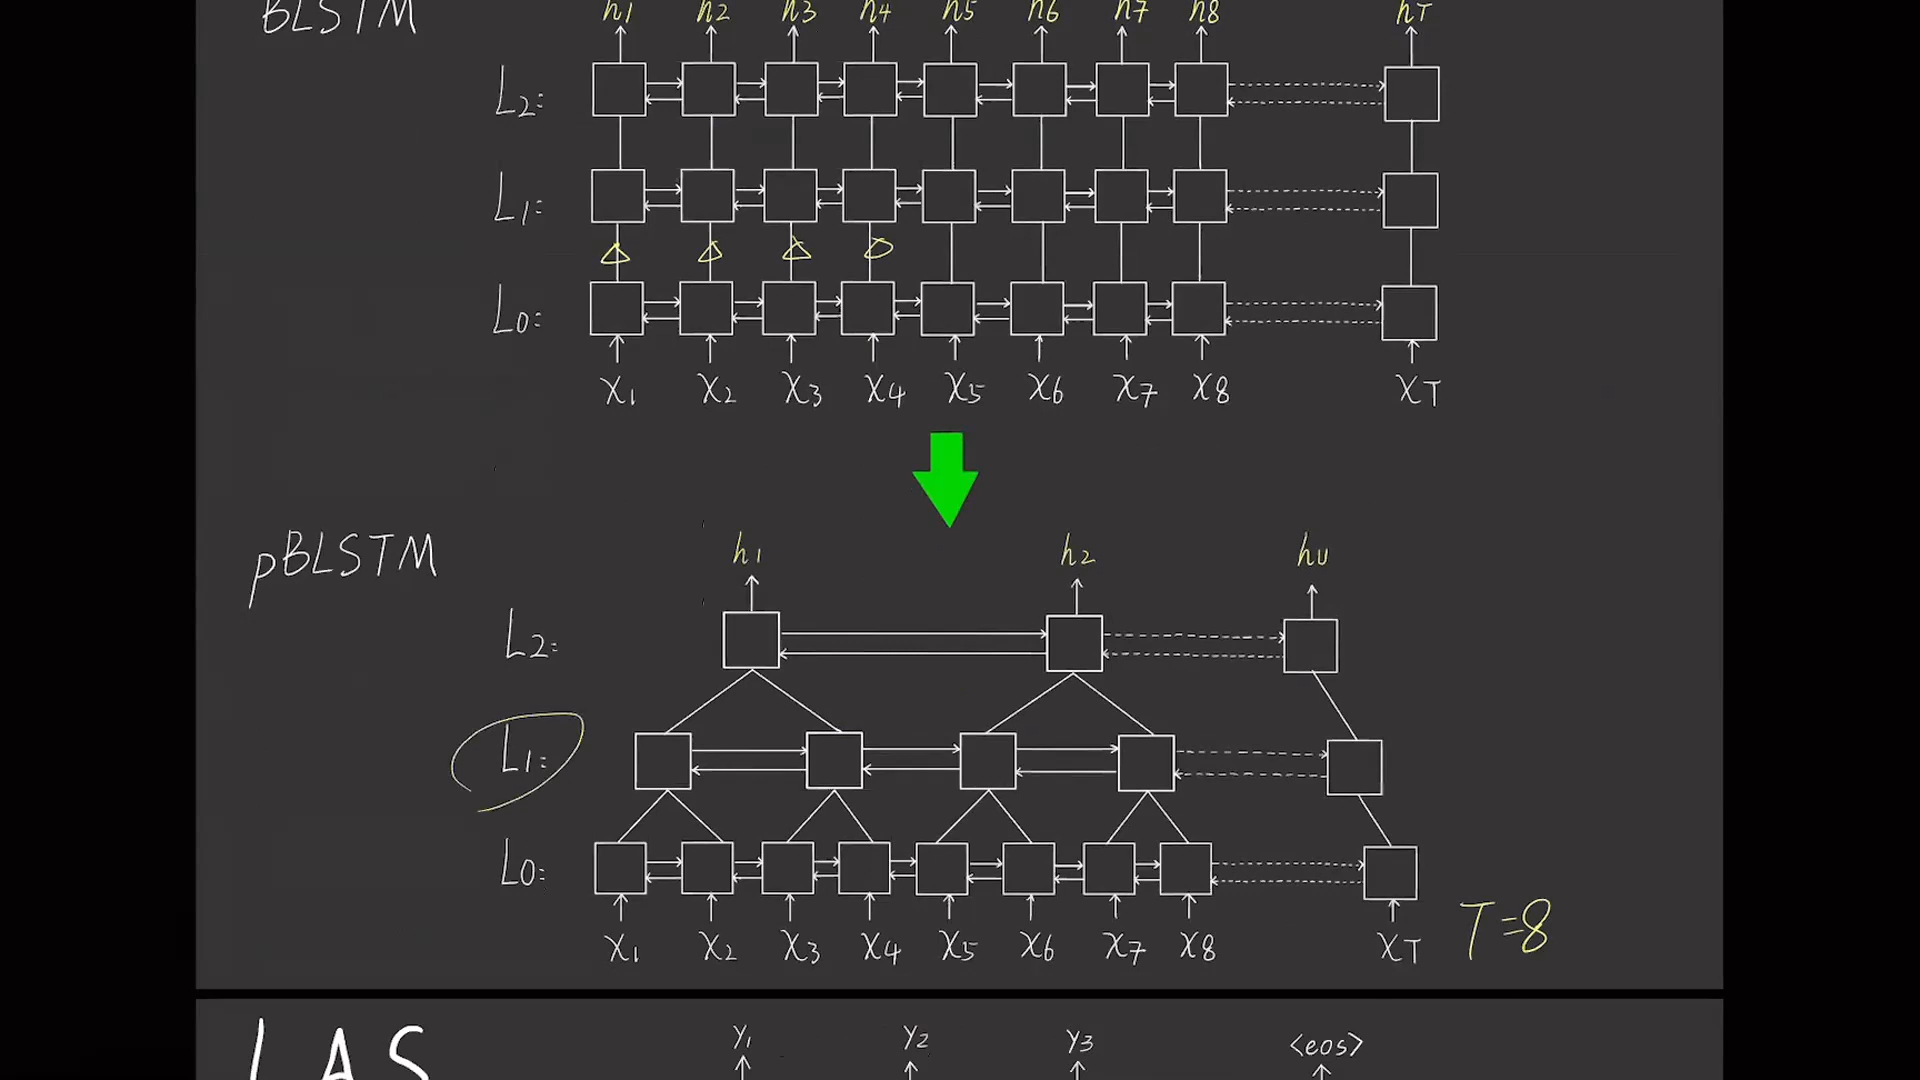 BLSTM
h1 h2 h3 h4 h5 h6 h7 h8 hT
L2:
L1:
L0:
x1 x2 x3 x4 x5 x6 x7 x8 xT
pBLSTM
h1 h2 hU
L2:
L1:
L0:
x1 x2 x3 x4 x5 x6 x7 x8 xT T=8
LAS
y1 y2 y3 <eos>